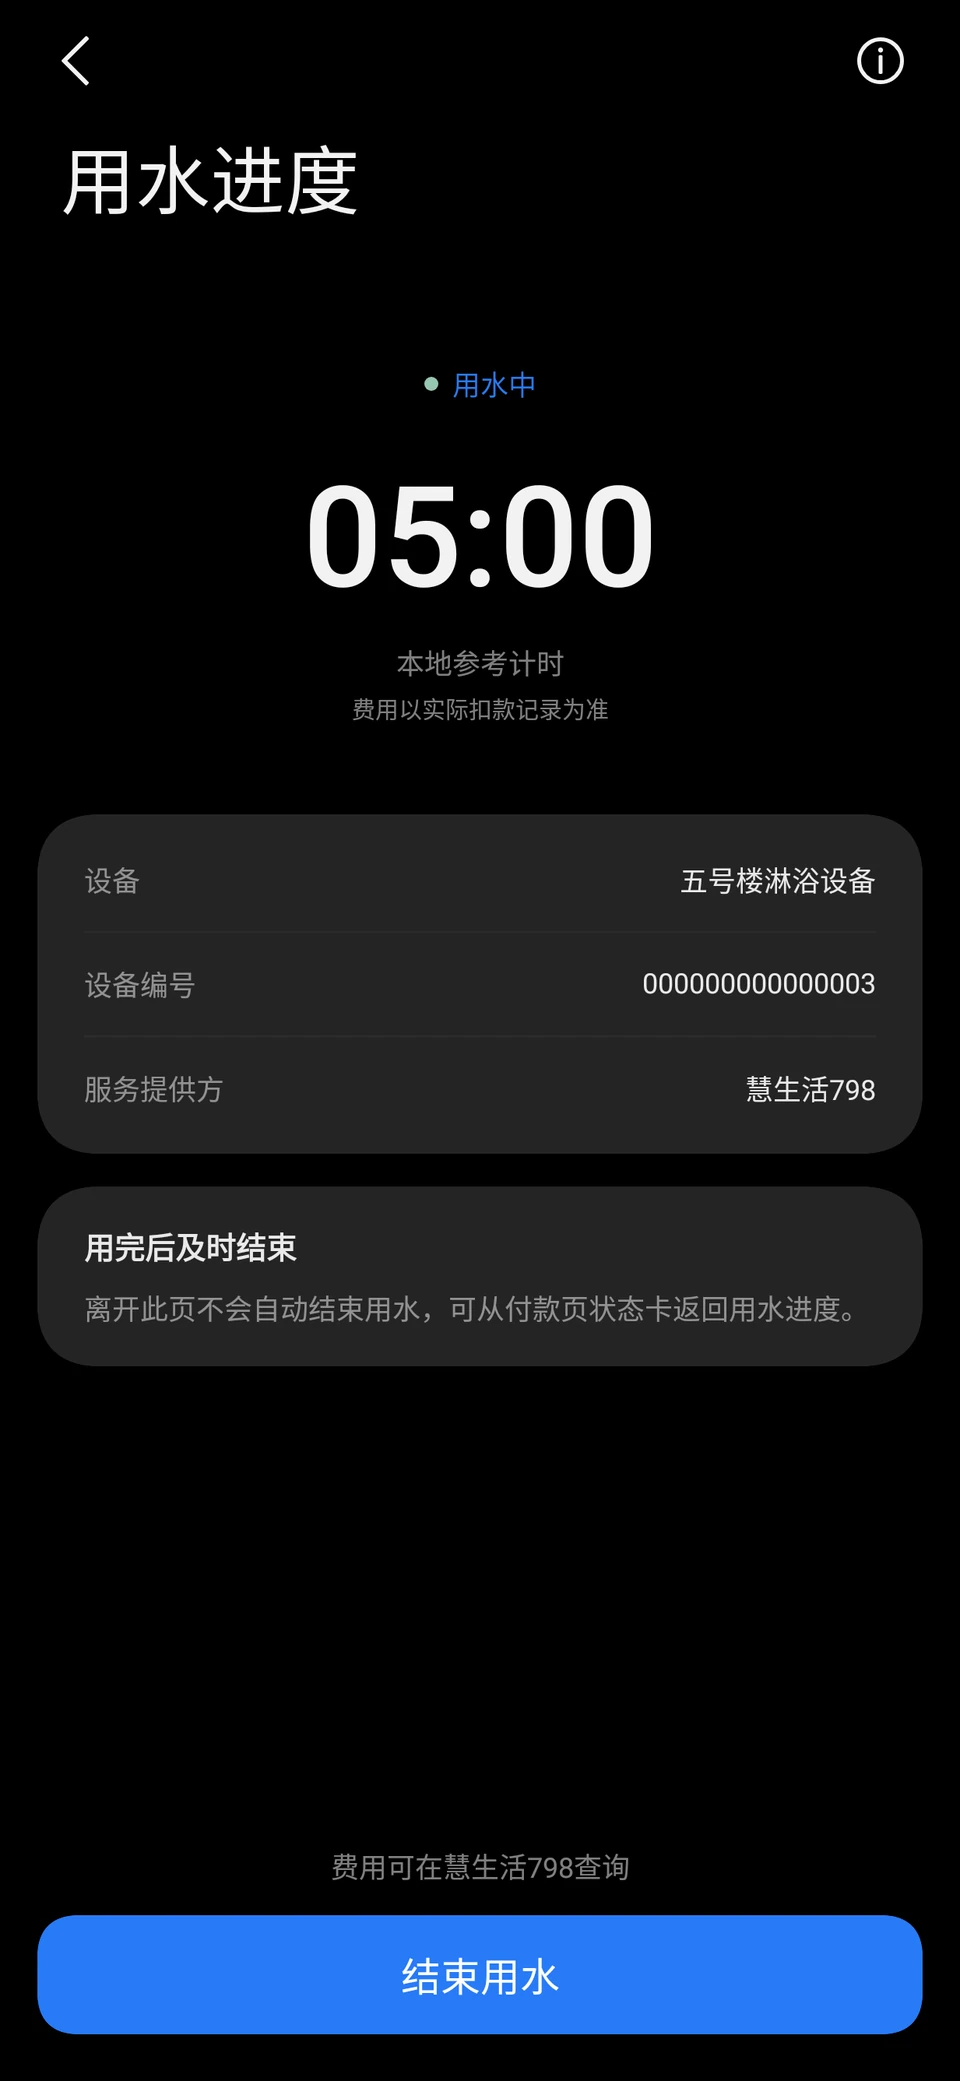 用水进度
用水中
05:00
本地参考计时
费用以实际扣款记录为准
设备 五号楼淋浴设备
设备编号 000000000000003
服务提供方 慧生活798
用完后及时结束
离开此页不会自动结束用水，可从付款页状态卡返回用水进度。
费用可在慧生活798查询
结束用水